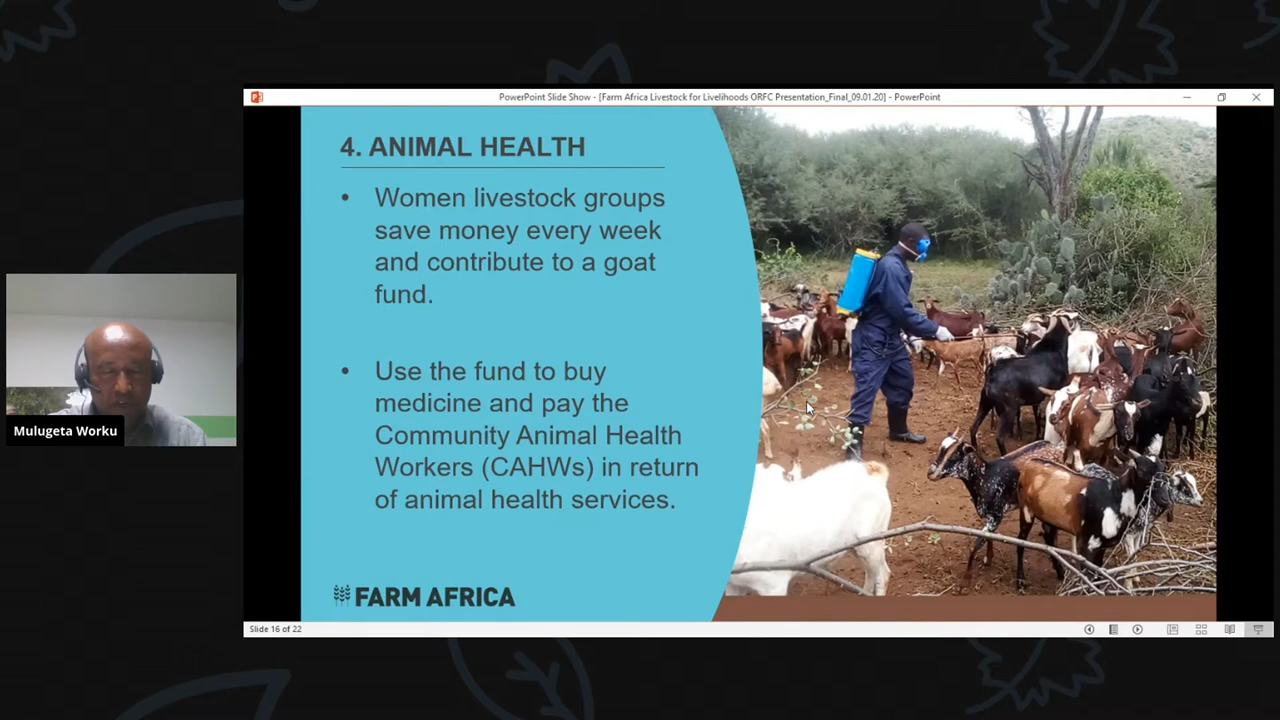 PowerPoint Slide Show - [Farm Africa Livestock for Livelihoods ORFC Presentation_Final_09.01.20] - PowerPoint
4. ANIMAL HEALTH
• Women livestock groups
save money every week
and contribute to a goat
fund.
• Use the fund to buy
medicine and pay the
Community Animal Health
Workers (CAHWs) in return
of animal health services.
FARM AFRICA
Slide 16 of 22
Mulugeta Worku